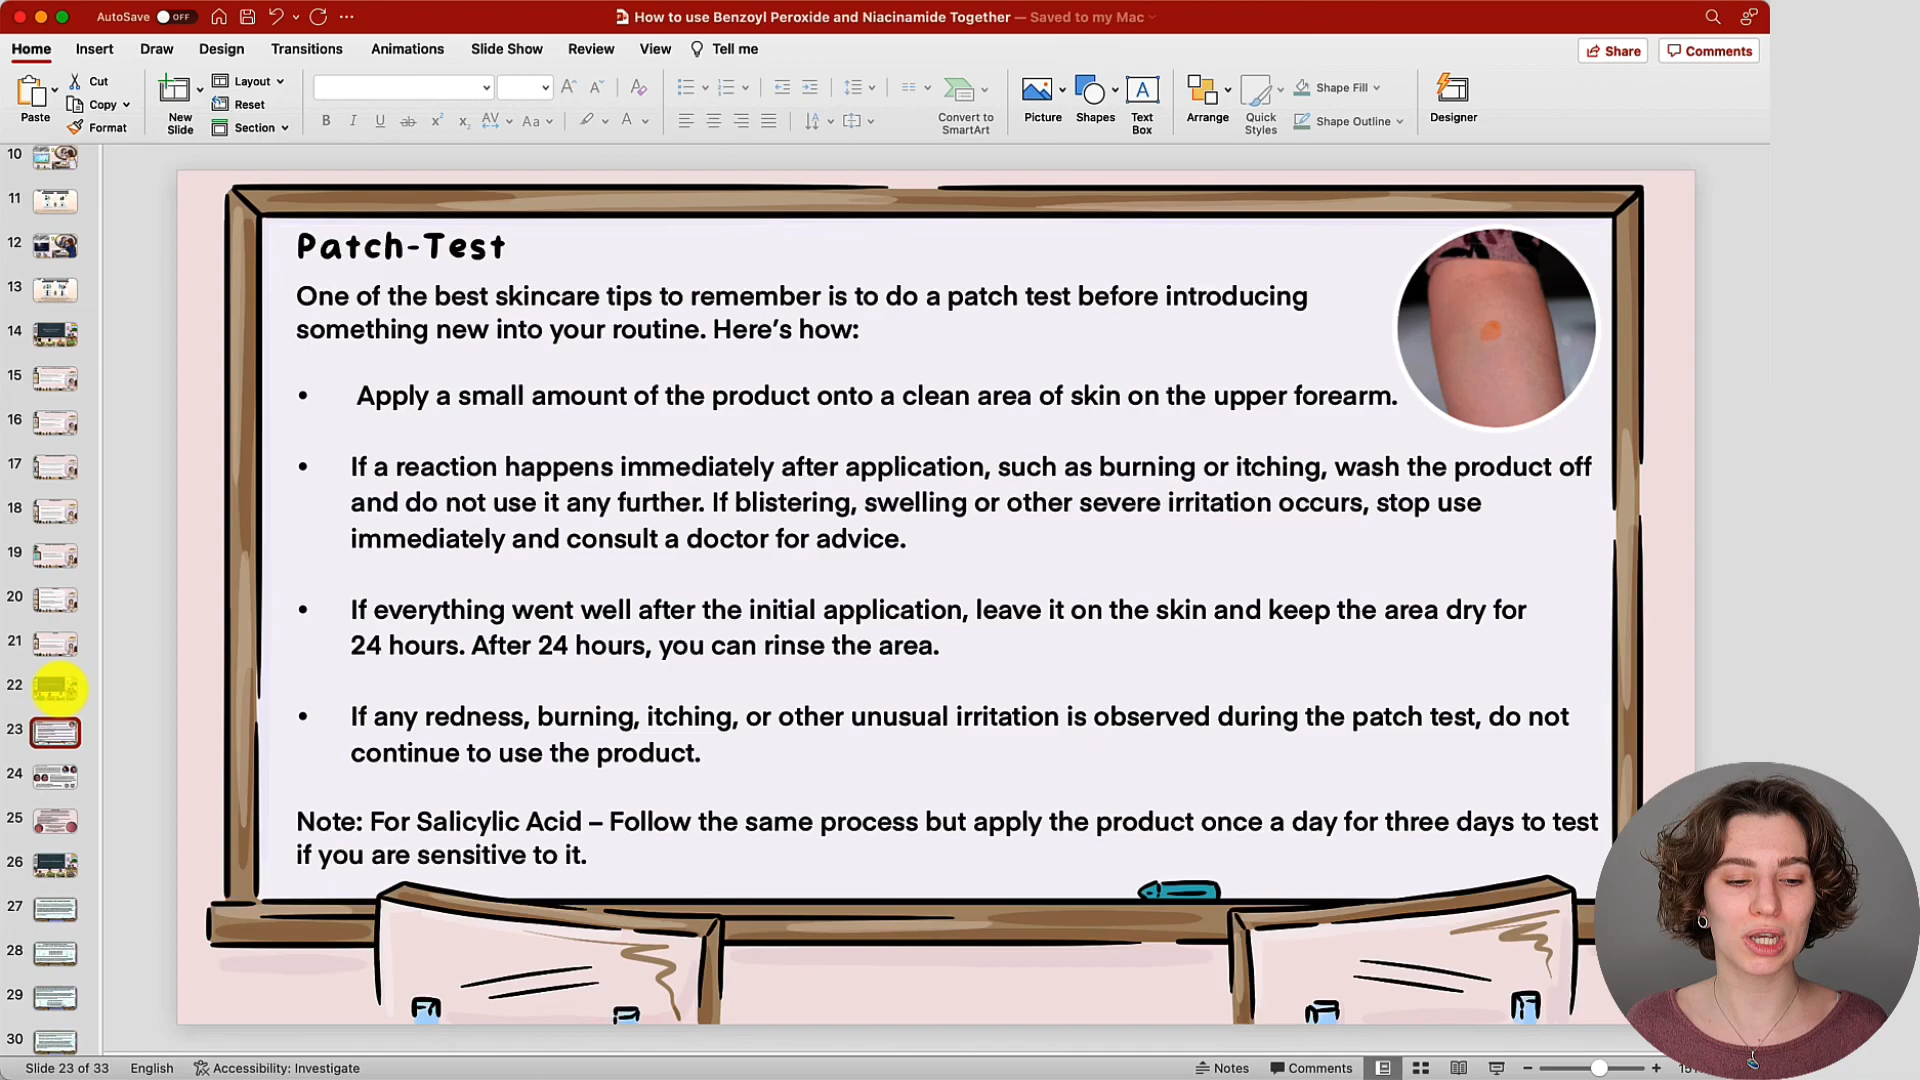 AutoSave OFF
How to use Benzoyl Peroxide and Niacinamide Together — Saved to my Mac
Home Insert Draw Design Transitions Animations Slide Show Review View Tell me
Share Comments
Paste
Cut
Copy
Format
New Slide
Layout
Reset
Section
B I U ab x² x₂ AV Aa A
Convert to SmartArt
Picture
Shapes
A
Text Box
Arrange
Quick Styles
Shape Fill
Shape Outline
Designer
10
11
12
13
14
15
16
17
18
19
20
21
22
23
24
25
26
27
28
29
30
Patch-Test
One of the best skincare tips to remember is to do a patch test before introducing
something new into your routine. Here's how:
• Apply a small amount of the product onto a clean area of skin on the upper forearm.
• If a reaction happens immediately after application, such as burning or itching, wash the product off
and do not use it any further. If blistering, swelling or other severe irritation occurs, stop use
immediately and consult a doctor for advice.
• If everything went well after the initial application, leave it on the skin and keep the area dry for
24 hours. After 24 hours, you can rinse the area.
• If any redness, burning, itching, or other unusual irritation is observed during the patch test, do not
continue to use the product.
Note: For Salicylic Acid – Follow the same process but apply the product once a day for three days to test
if you are sensitive to it.
Slide 23 of 33 English Accessibility: Investigate
Notes Comments